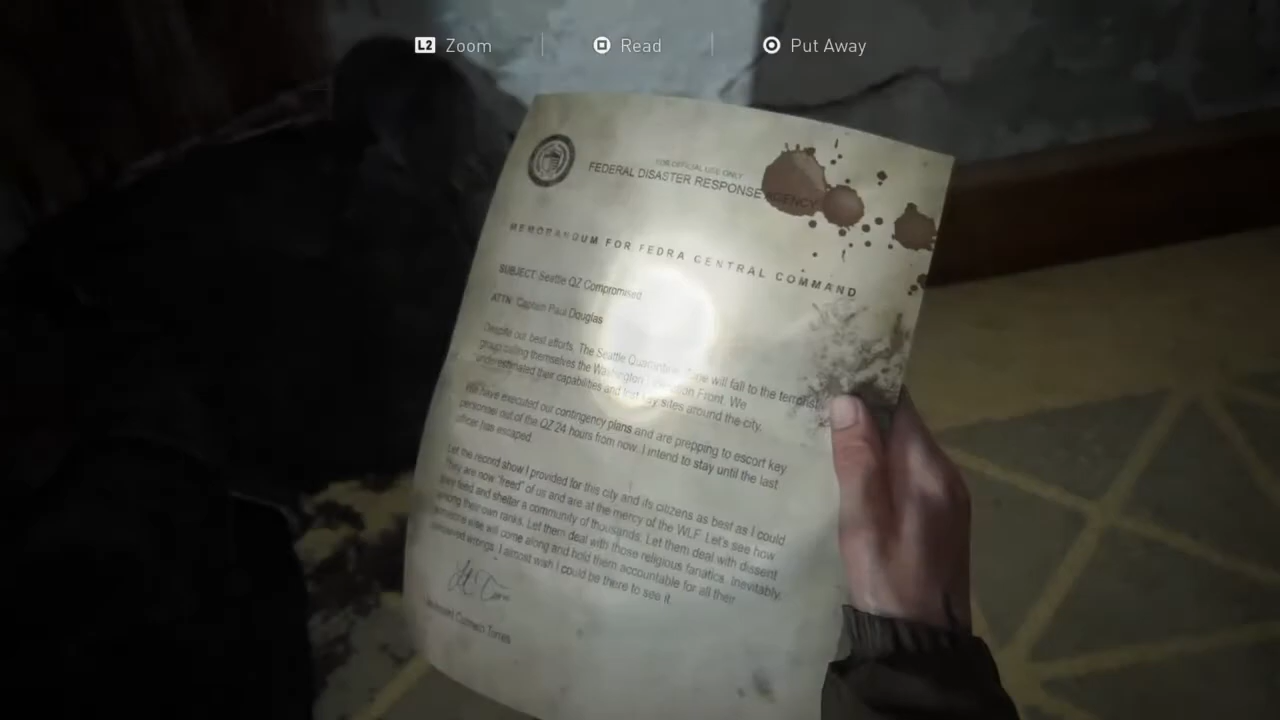 L2 Zoom
Read
Put Away
FOR OFFICIAL USE ONLY
FEDERAL DISASTER RESPONSE AGENCY
MEMORANDUM FOR FEDRA CENTRAL COMMAND
SUBJECT: Seattle QZ Compromised
ATTN: Captain Paul Douglas
Despite our best efforts. The Seattle Quarantine Zone will fall to the terrorist
group calling themselves the Washington Liberation Front. We
underestimated their capabilities and lost key sites around the city.
We have executed our contingency plans and are prepping to escort key
personnel out of the QZ 24 hours from now. I intend to stay until the last
officer has escaped.
Let the record show I provided for this city and its citizens as best as I could
They are now "freed" of us and are at the mercy of the WLF. Let's see how
they feed and shelter a community of thousands. Let them deal with dissent
among their own ranks. Let them deal with those religious fanatics. Inevitably,
someone else will come along and hold them accountable for all their
perceived wrongs. I almost wish I could be there to see it.
Torres